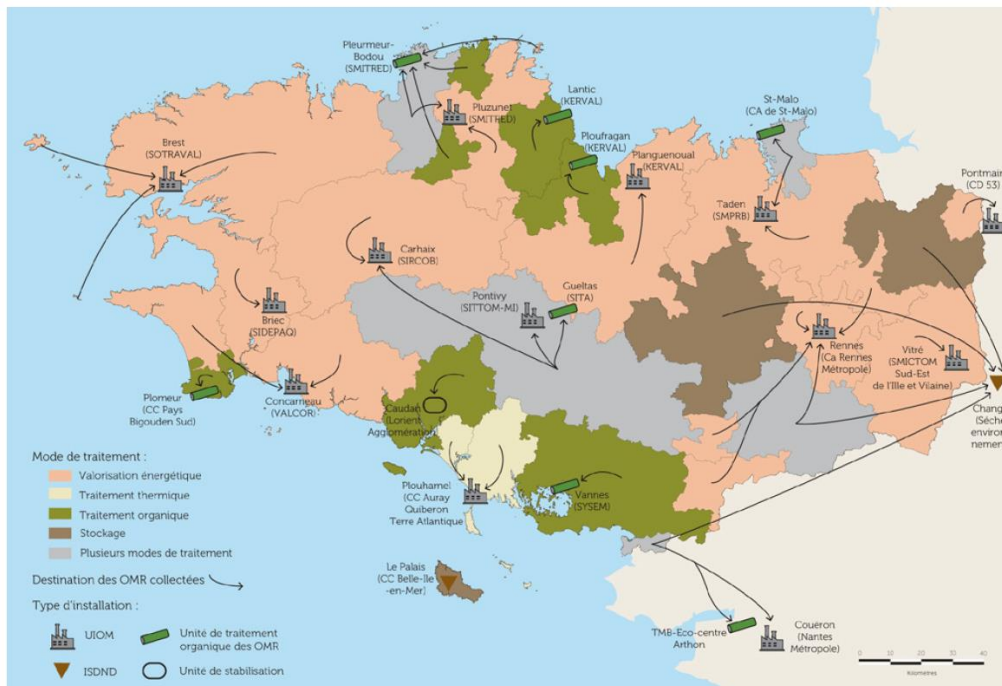 Pleurmeur-
Bodou
(SMITRED)
Lantic
(KERVAL)
St-Malo
(CA de St-Malo)
Pluzunet
(SMITRED)
Ploufragan
(KERVAL)
Brest
(SOTRAVAL)
Planguenoual
(KERVAL)
Pontmain
(CD 53)
Taden
(SMPRB)
Carhaix
(SIRCOB)
Gueltas
(SITA)
Pontivy
(SITTOM-MI)
Briec
(SIDEPAQ)
Rennes
(Ca Rennes
Métropole)
Vitré
(SMICTOM
Sud-Est
de l'Ille et Vilaine)
Concarneau
(VALCOR)
Plomeur
(CC Pays
Bigouden Sud)
Caudan
(Lorient
Agglomération)
Chang
(Séché
environ
nement
Plouharnel
(CC Auray
Quiberon
Terre Atlantique)
Vannes
(SYSEM)
Le Palais
(CC Belle-Ile
-en-Mer)
TMB-Eco-centre
Arthon
Couëron
(Nantes
Métropole)
Mode de traitement :
Valorisation énergétique
Traitement thermique
Traitement organique
Stockage
Plusieurs modes de traitement
Destination des OMR collectées
Type d'installation :
UIOM
Unité de traitement
organique des OMR
ISDND
Unité de stabilisation
0 10 20 30 40
Kilomètres